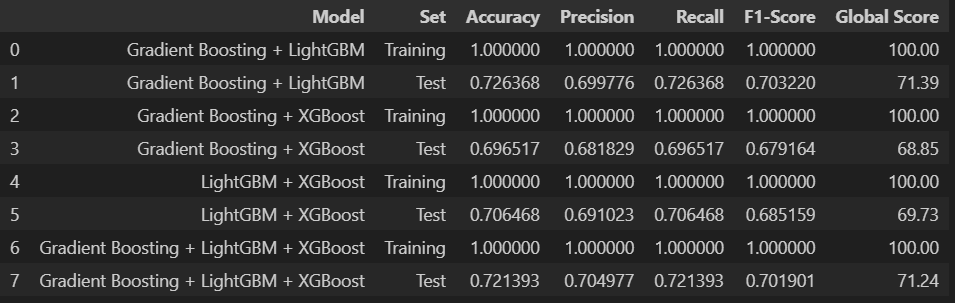 Model Set Accuracy Precision Recall F1-Score Global Score
0 Gradient Boosting + LightGBM Training 1.000000 1.000000 1.000000 1.000000 100.00
1 Gradient Boosting + LightGBM Test 0.726368 0.699776 0.726368 0.703220 71.39
2 Gradient Boosting + XGBoost Training 1.000000 1.000000 1.000000 1.000000 100.00
3 Gradient Boosting + XGBoost Test 0.696517 0.681829 0.696517 0.679164 68.85
4 LightGBM + XGBoost Training 1.000000 1.000000 1.000000 1.000000 100.00
5 LightGBM + XGBoost Test 0.706468 0.691023 0.706468 0.685159 69.73
6 Gradient Boosting + LightGBM + XGBoost Training 1.000000 1.000000 1.000000 1.000000 100.00
7 Gradient Boosting + LightGBM + XGBoost Test 0.721393 0.704977 0.721393 0.701901 71.24